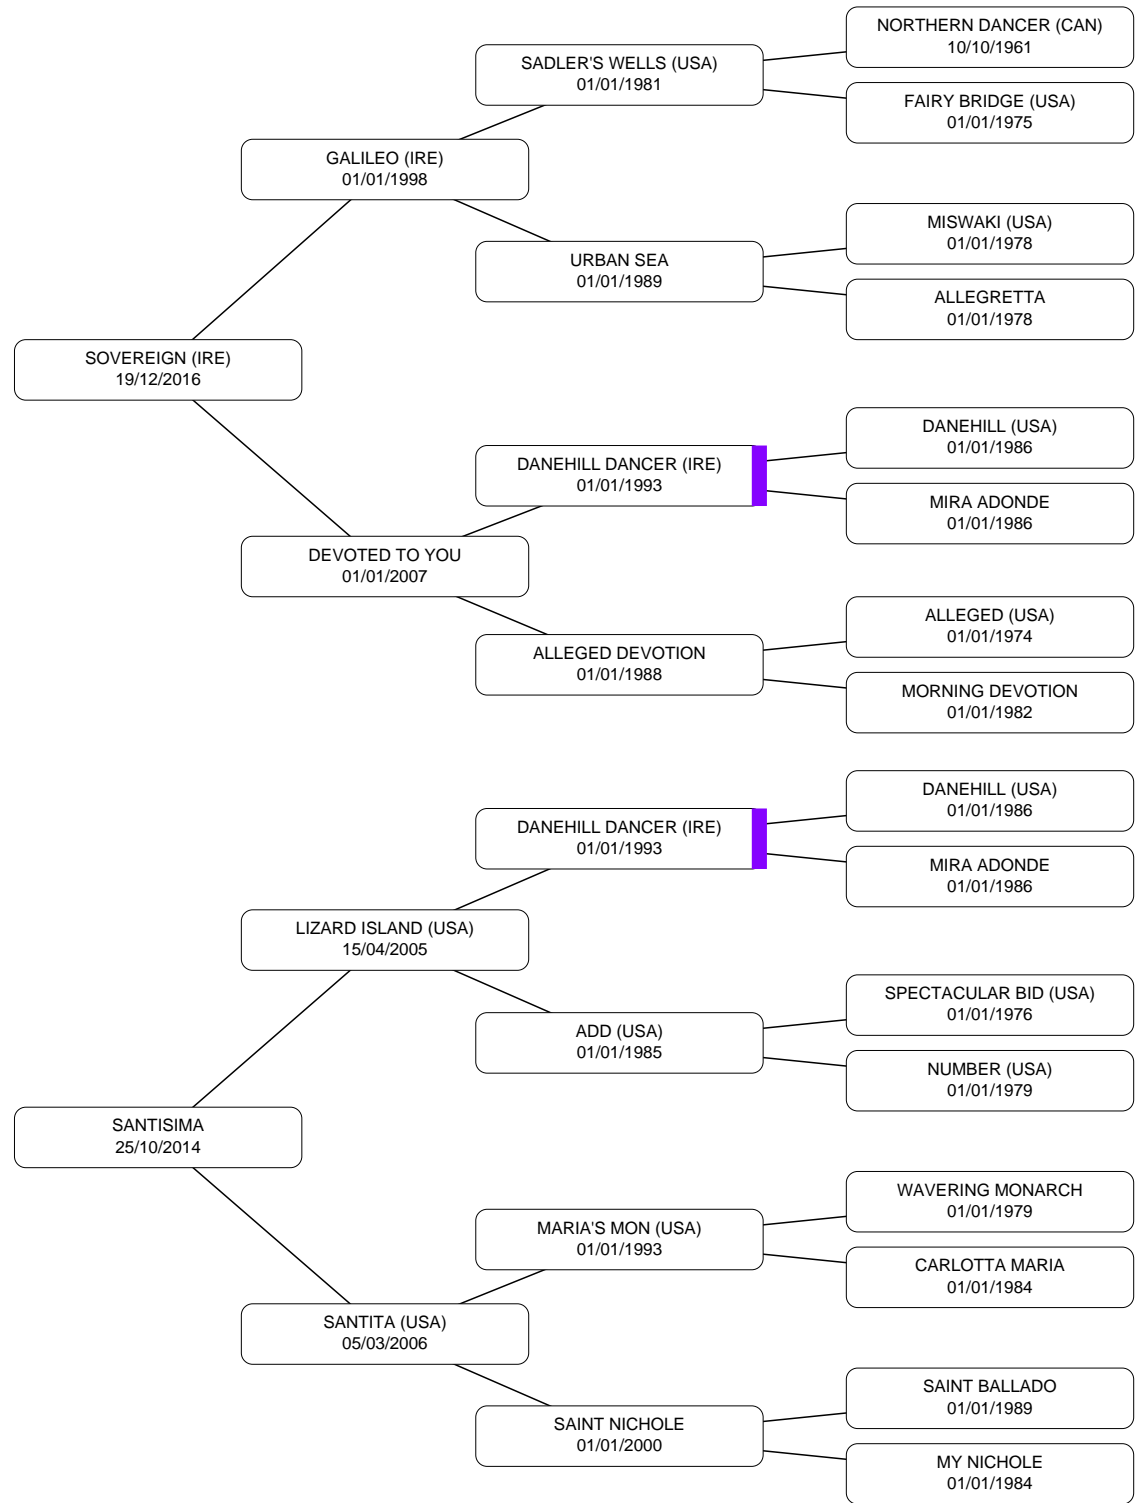 NORTHERN DANCER (CAN)
10/10/1961
SADLER'S WELLS (USA)
01/01/1981
FAIRY BRIDGE (USA)
01/01/1975
GALILEO (IRE)
01/01/1998
MISWAKI (USA)
01/01/1978
URBAN SEA
01/01/1989
ALLEGRETTA
01/01/1978
SOVEREIGN (IRE)
19/12/2016
DANEHILL (USA)
01/01/1986
DANEHILL DANCER (IRE)
01/01/1993
MIRA ADONDE
01/01/1986
DEVOTED TO YOU
01/01/2007
ALLEGED (USA)
01/01/1974
ALLEGED DEVOTION
01/01/1988
MORNING DEVOTION
01/01/1982
DANEHILL (USA)
01/01/1986
DANEHILL DANCER (IRE)
01/01/1993
MIRA ADONDE
01/01/1986
LIZARD ISLAND (USA)
15/04/2005
SPECTACULAR BID (USA)
01/01/1976
ADD (USA)
01/01/1985
NUMBER (USA)
01/01/1979
SANTISIMA
25/10/2014
WAVERING MONARCH
01/01/1979
MARIA'S MON (USA)
01/01/1993
CARLOTTA MARIA
01/01/1984
SANTITA (USA)
05/03/2006
SAINT BALLADO
01/01/1989
SAINT NICHOLE
01/01/2000
MY NICHOLE
01/01/1984